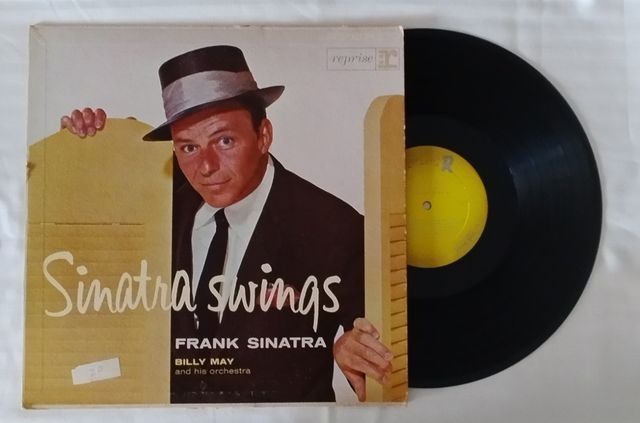 reprise r
Sinatra swings
FRANK SINATRA
BILLY MAY
and his orchestra
R